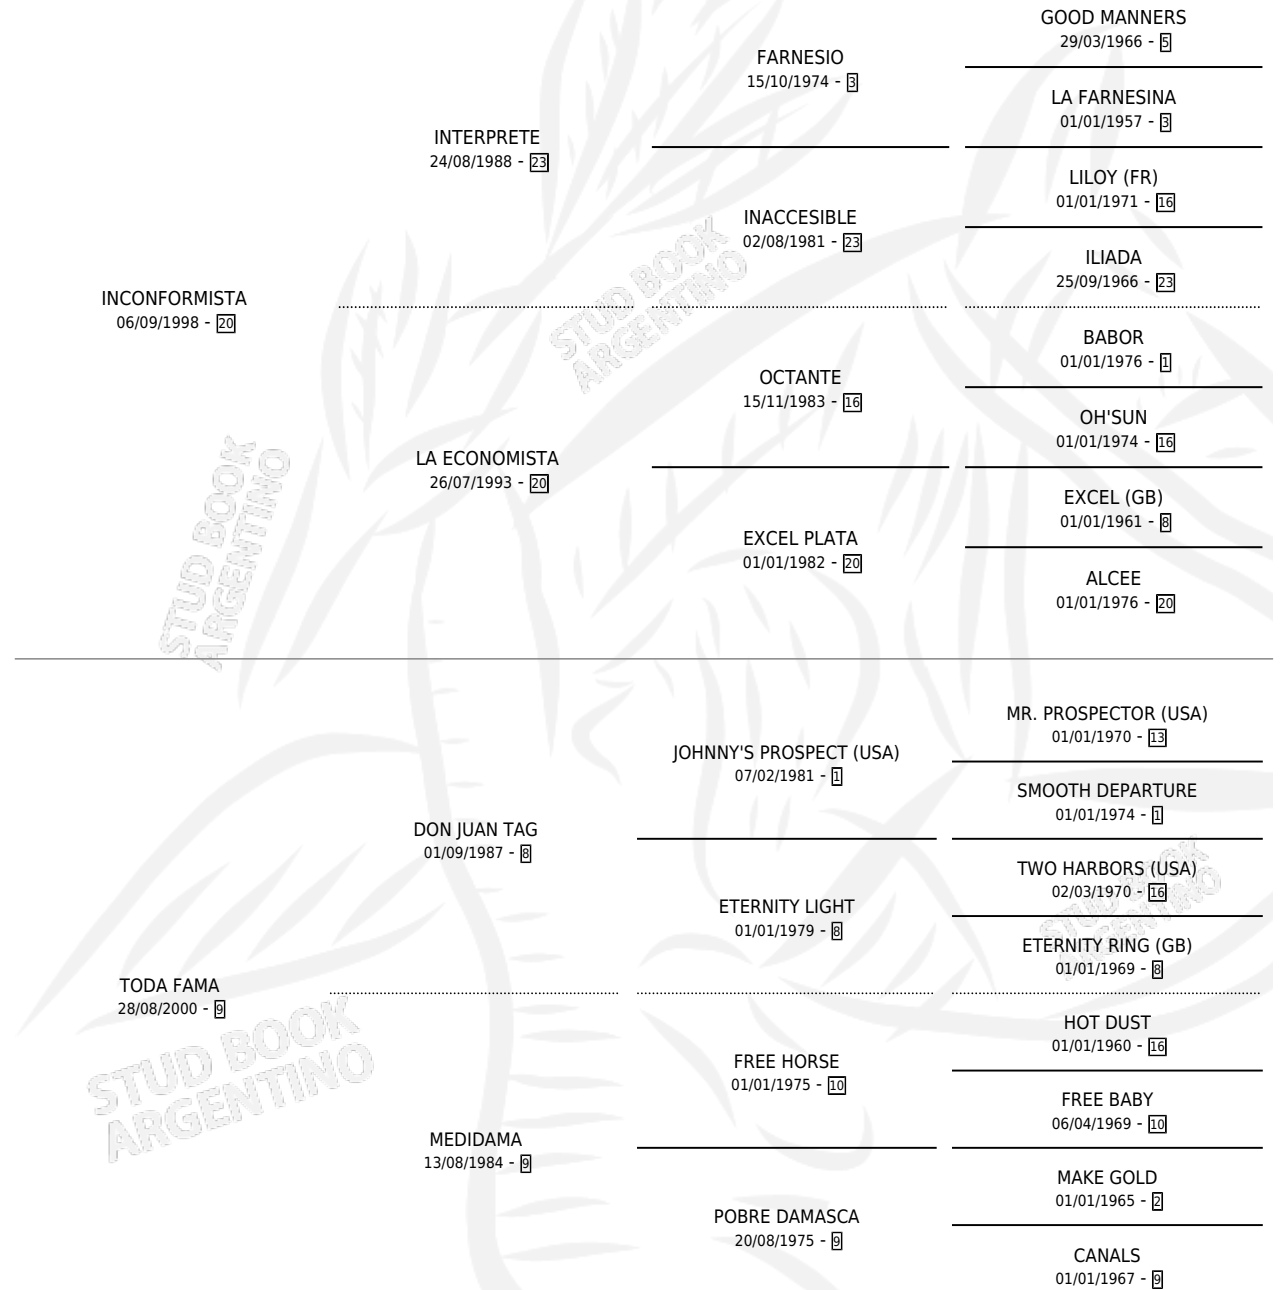 GOOD MANNERS
29/03/1966 - 5
FARNESIO
15/10/1974 - 3
LA FARNESINA
01/01/1957 - 3
INTERPRETE
24/08/1988 - 23
LILOY (FR)
01/01/1971 - 16
INACCESIBLE
02/08/1981 - 23
ILIADA
25/09/1966 - 23
INCONFORMISTA
06/09/1998 - 20
BABOR
01/01/1976 - 1
OCTANTE
15/11/1983 - 16
OH'SUN
01/01/1974 - 16
LA ECONOMISTA
26/07/1993 - 20
EXCEL (GB)
01/01/1961 - 8
EXCEL PLATA
01/01/1982 - 20
ALCEE
01/01/1976 - 20
MR. PROSPECTOR (USA)
01/01/1970 - 13
JOHNNY'S PROSPECT (USA)
07/02/1981 - 1
SMOOTH DEPARTURE
01/01/1974 - 1
DON JUAN TAG
01/09/1987 - 8
TWO HARBORS (USA)
02/03/1970 - 16
ETERNITY LIGHT
01/01/1979 - 8
ETERNITY RING (GB)
01/01/1969 - 8
TODA FAMA
28/08/2000 - 9
HOT DUST
01/01/1960 - 16
FREE HORSE
01/01/1975 - 10
FREE BABY
06/04/1969 - 10
MEDIDAMA
13/08/1984 - 9
MAKE GOLD
01/01/1965 - 2
POBRE DAMASCA
20/08/1975 - 9
CANALS
01/01/1967 - 9
STUD BOOK
ARGENTINO
STUD BOOK
ARGENTINO
STUD BOOK
ARGENTINO
STUD BOOK
ARGENTINO